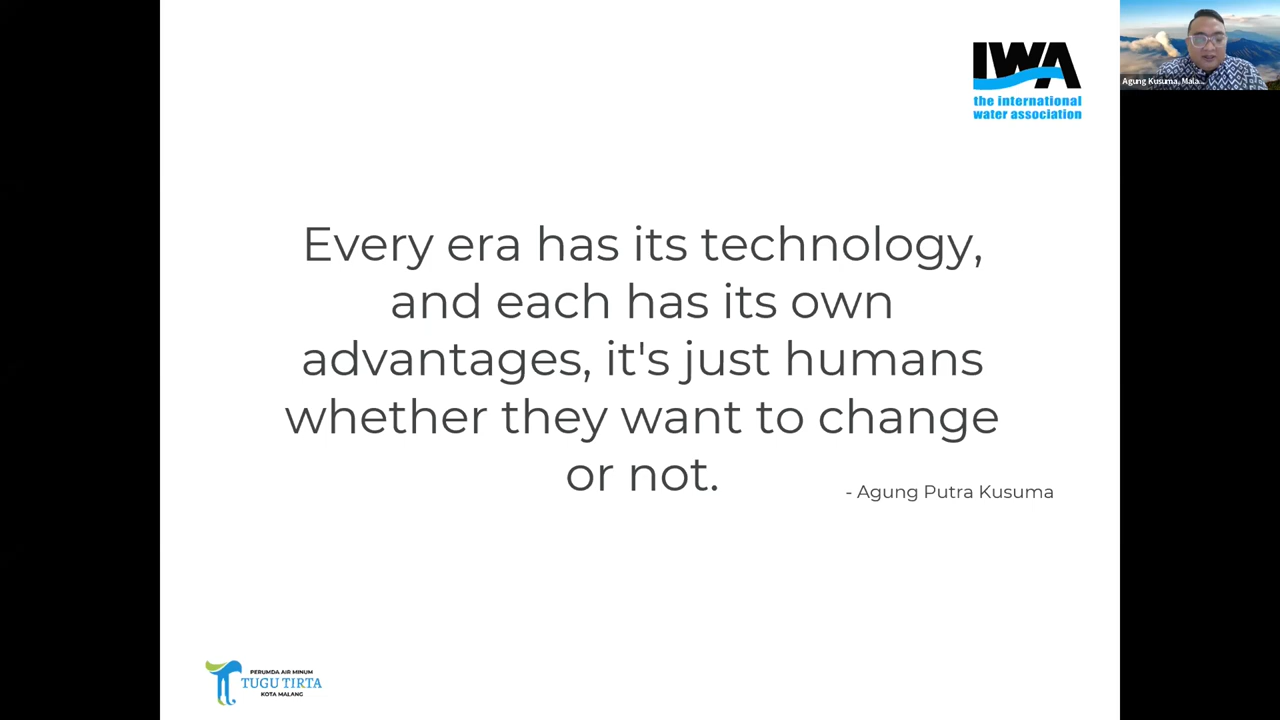 IWA
the international
water association
Agung Kusuma, Mala...
Every era has its technology,
and each has its own
advantages, it's just humans
whether they want to change
or not.
- Agung Putra Kusuma
PERUMDA AIR MINUM
TUGU TIRTA
KOTA MALANG